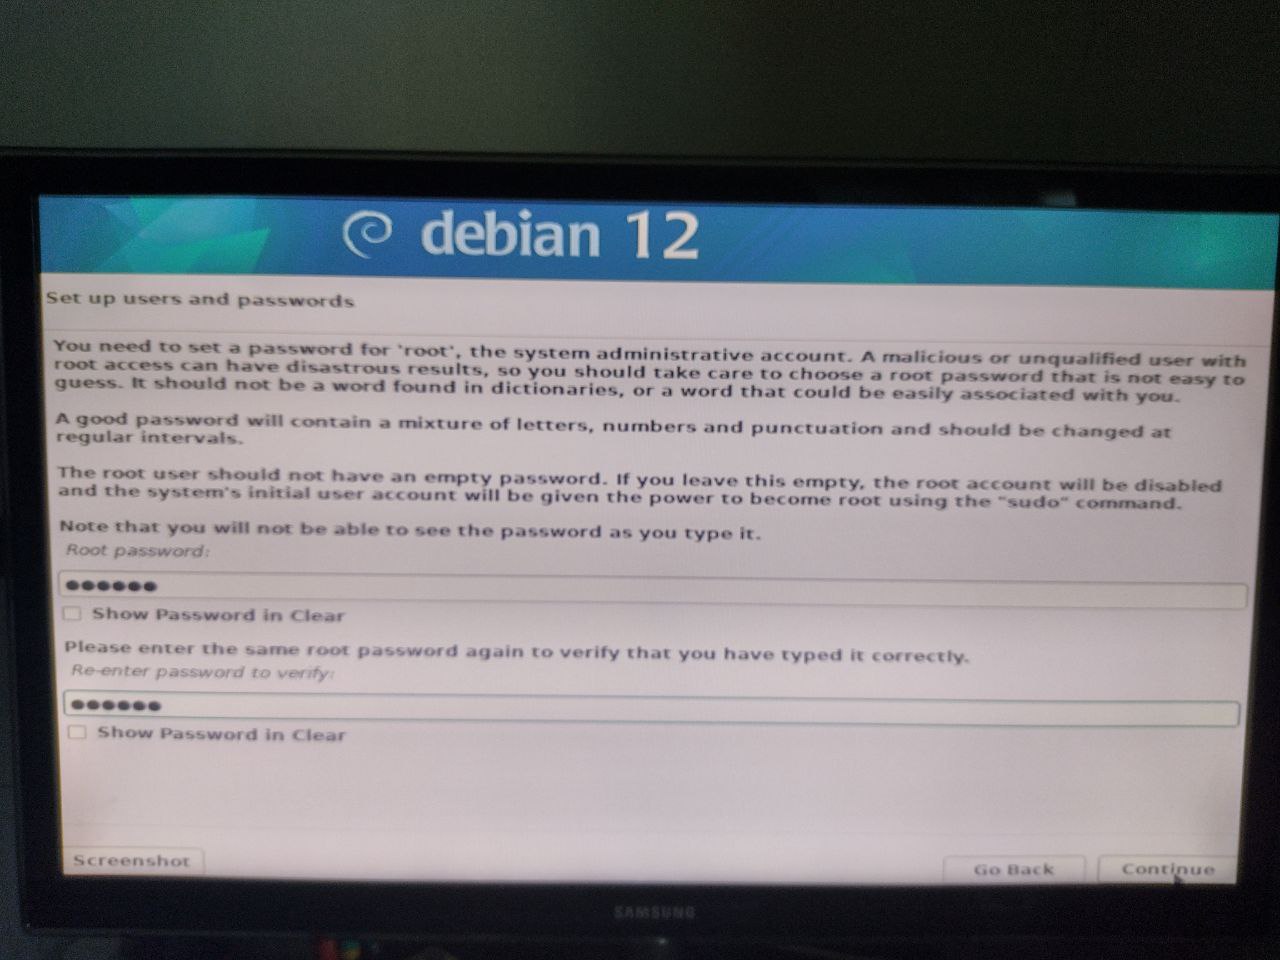 debian 12
Set up users and passwords
You need to set a password for 'root', the system administrative account. A malicious or unqualified user with
root access can have disastrous results, so you should take care to choose a root password that is not easy to
guess. It should not be a word found in dictionaries, or a word that could be easily associated with you.
A good password will contain a mixture of letters, numbers and punctuation and should be changed at
regular intervals.
The root user should not have an empty password. If you leave this empty, the root account will be disabled
and the system's initial user account will be given the power to become root using the "sudo" command.
Note that you will not be able to see the password as you type it.
Root password:
●●●●●●
Show Password in Clear
Please enter the same root password again to verify that you have typed it correctly.
Re-enter password to verify:
●●●●●●
Show Password in Clear
Screenshot
Go Back
Continue
SAMSUNG